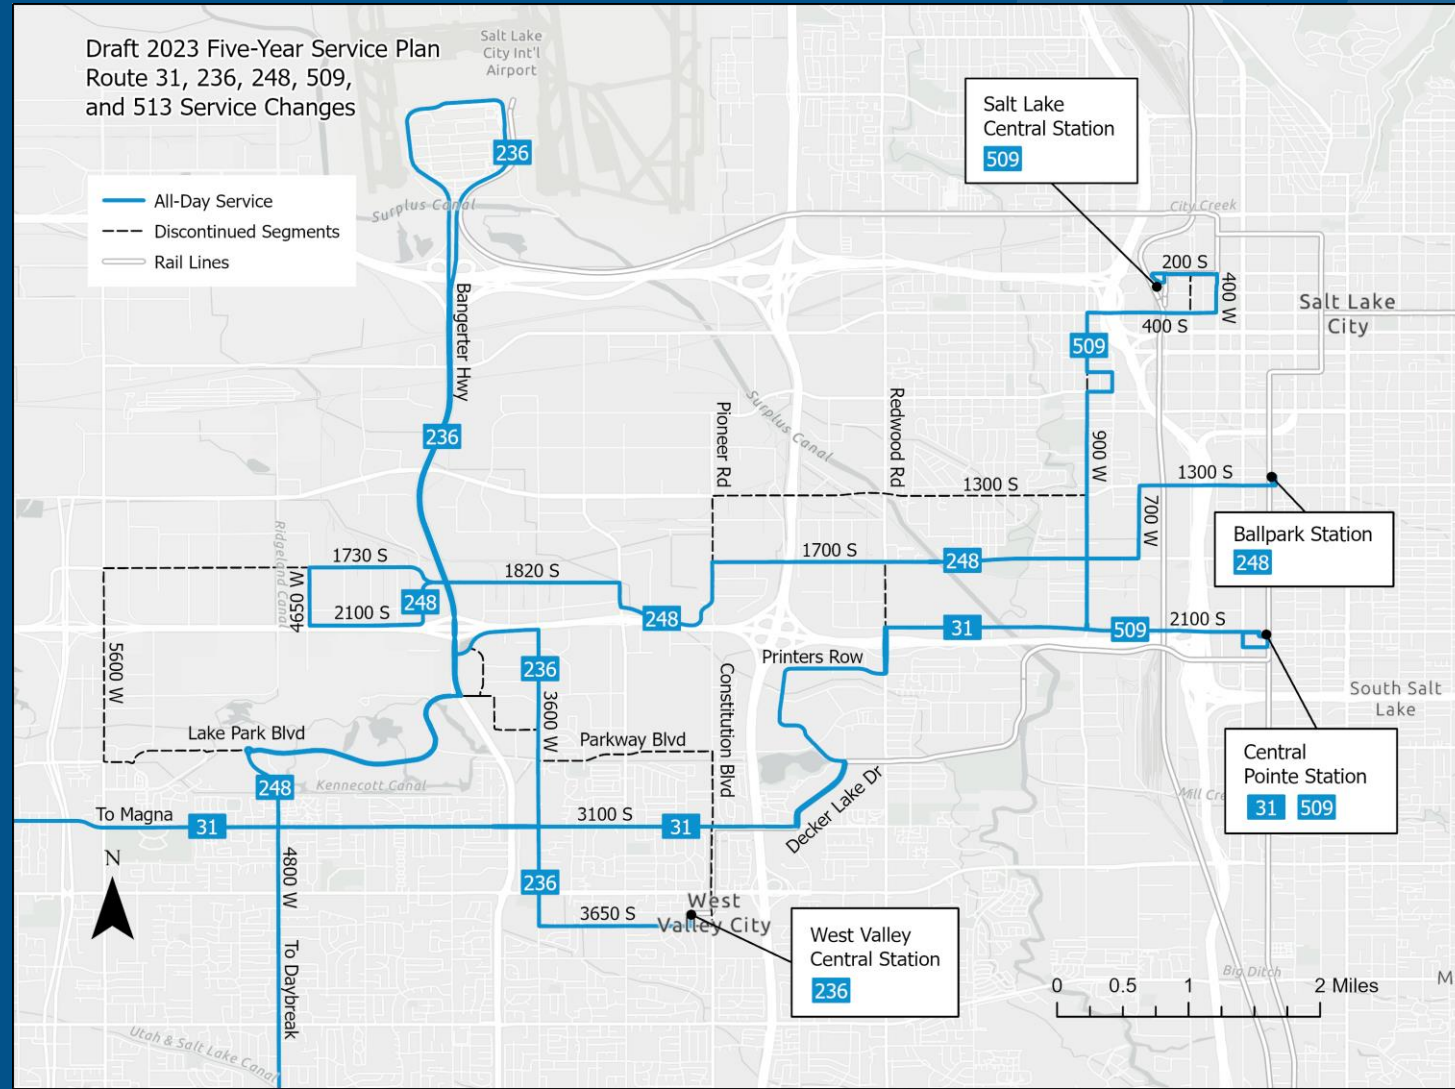 Draft 2023 Five-Year Service Plan
Route 31, 236, 248, 509,
and 513 Service Changes
All-Day Service
Discontinued Segments
Rail Lines
Salt Lake
City Int'l
Airport
236
Surplus Canal
Salt Lake
Central Station
509
City Creek
200 S
400 W
400 S
Salt Lake
City
Bangerter Hwy
236
509
Pioneer Rd
Surplus Canal
Redwood Rd
900 W
1300 S
1300 S
700 W
Ballpark Station
248
Ridgeland Canal
1730 S
4650 W
2100 S
248
1820 S
248
1700 S
248
31
509
2100 S
5600 W
Printers Row
236
3600 W
Constitution Blvd
South Salt
Lake
Lake Park Blvd
Parkway Blvd
Central
Pointe Station
31 509
248
Kennecott Canal
Decker Lake Dr
Mill Cre
To Magna
31
3100 S
31
N
4800 W
236
3650 S
West
Valley City
West Valley
Central Station
236
To Daybreak
Big Ditch
M
0 0.5 1 2 Miles
Utah & Salt Lake Canal